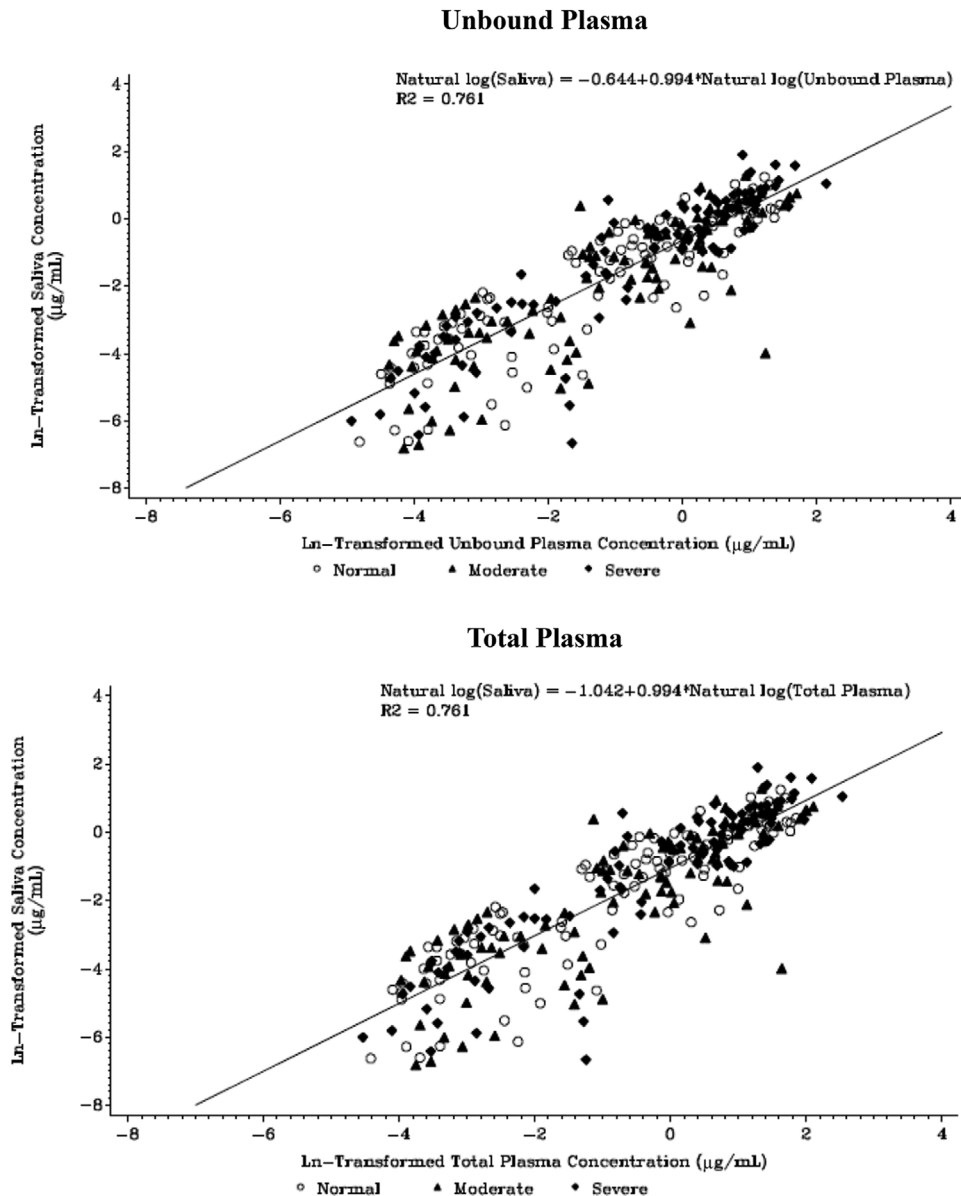 Unbound Plasma
Natural log(Saliva) = −0.644+0.994*Natural log(Unbound Plasma)
R2 = 0.761
4
2
0
−2
−4
−6
−8
Ln−Transformed Saliva Concentration
(μg/mL)
−8 −6 −4 −2 0 2 4
Ln−Transformed Unbound Plasma Concentration (μg/mL)
○ Normal ▲ Moderate ◆ Severe
Total Plasma
Natural log(Saliva) = −1.042+0.994*Natural log(Total Plasma)
R2 = 0.761
4
2
0
−2
−4
−6
−8
Ln−Transformed Saliva Concentration
(μg/mL)
−8 −6 −4 −2 0 2 4
Ln−Transformed Total Plasma Concentration (μg/mL)
○ Normal ▲ Moderate ◆ Severe